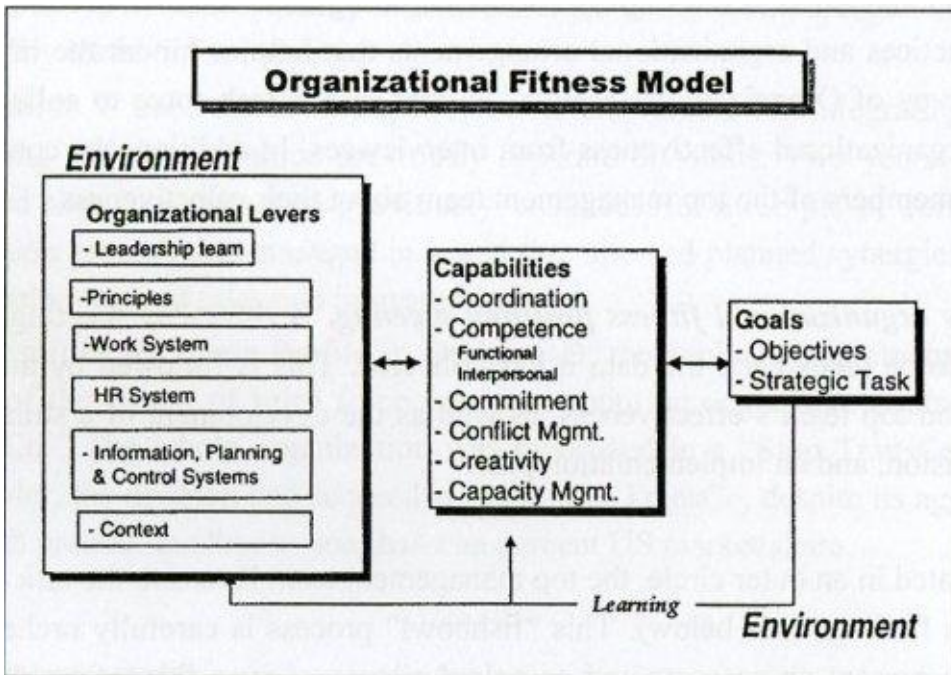 Organizational Fitness Model
Environment
Organizational Levers
- Leadership team
-Principles
-Work System
HR System
- Information, Planning
& Control Systems
- Context
Capabilities
- Coordination
- Competence
Functional
Interpersonal
- Commitment
- Conflict Mgmt.
- Creativity
- Capacity Mgmt.
Goals
- Objectives
- Strategic Task
Learning
Environment